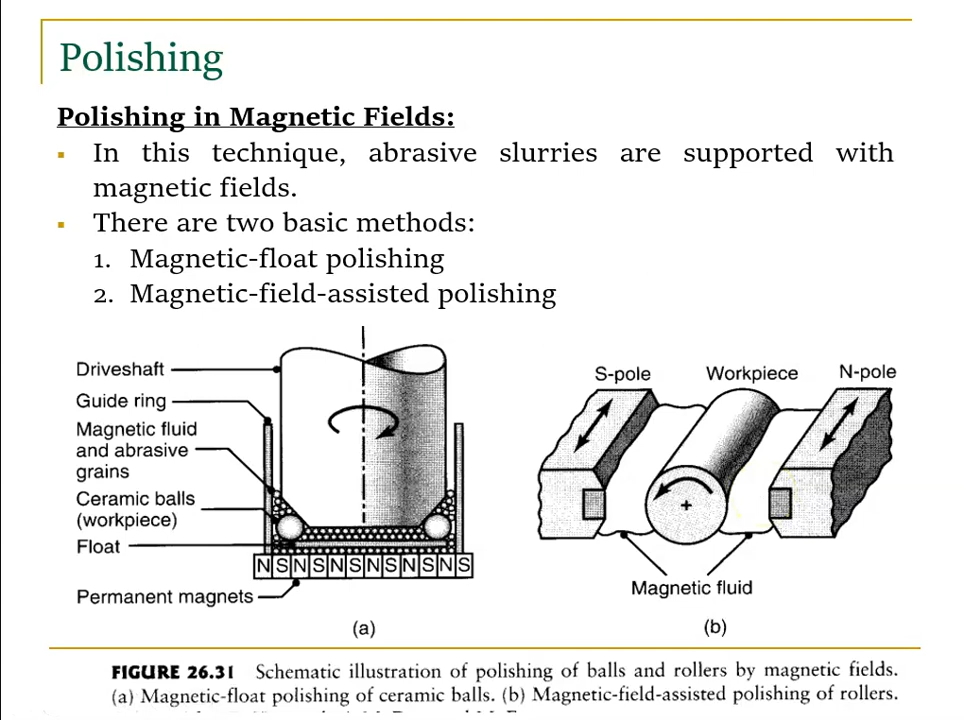 Polishing
Polishing in Magnetic Fields:
▪ In this technique, abrasive slurries are supported with
magnetic fields.
▪ There are two basic methods:
1. Magnetic-float polishing
2. Magnetic-field-assisted polishing
Driveshaft
Guide ring
Magnetic fluid
and abrasive
grains
Ceramic balls
(workpiece)
Float
N S N S N S N S N S N S
Permanent magnets
(a)
S-pole
Workpiece
N-pole
+
Magnetic fluid
(b)
FIGURE 26.31 Schematic illustration of polishing of balls and rollers by magnetic fields.
(a) Magnetic-float polishing of ceramic balls. (b) Magnetic-field-assisted polishing of rollers.